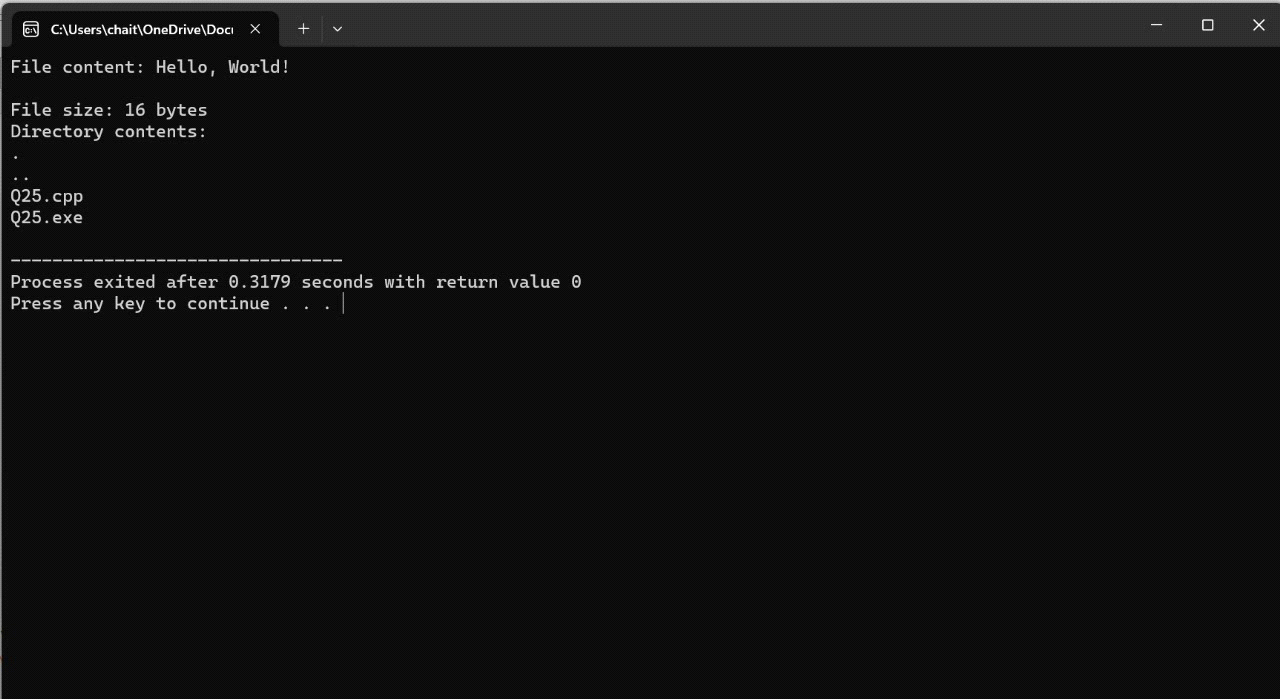 C:\Users\chait\OneDrive\Docu
File content: Hello, World!
File size: 16 bytes
Directory contents:
.
..
Q25.cpp
Q25.exe
--------------------------------
Process exited after 0.3179 seconds with return value 0
Press any key to continue . . .